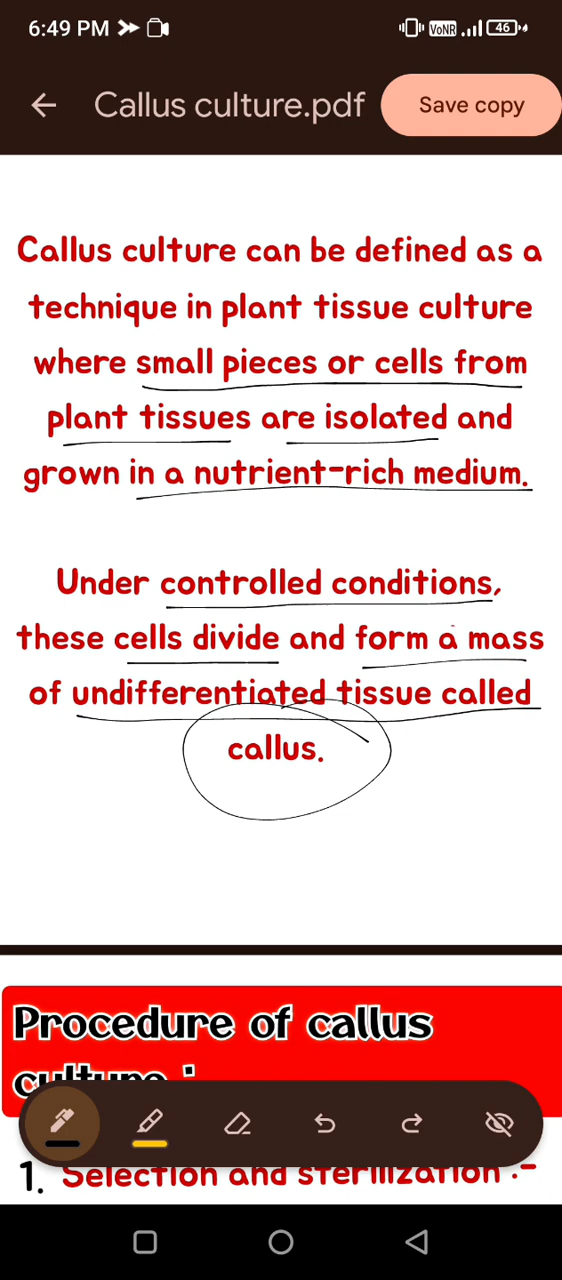 6:49 PM
VoNR
46
Callus culture.pdf
Save copy
Callus culture can be defined as a
technique in plant tissue culture
where small pieces or cells from
plant tissues are isolated and
grown in a nutrient-rich medium.
Under controlled conditions,
these cells divide and form a mass
of undifferentiated tissue called
callus.
Procedure of callus
culture :
1. Selection and sterilization :-